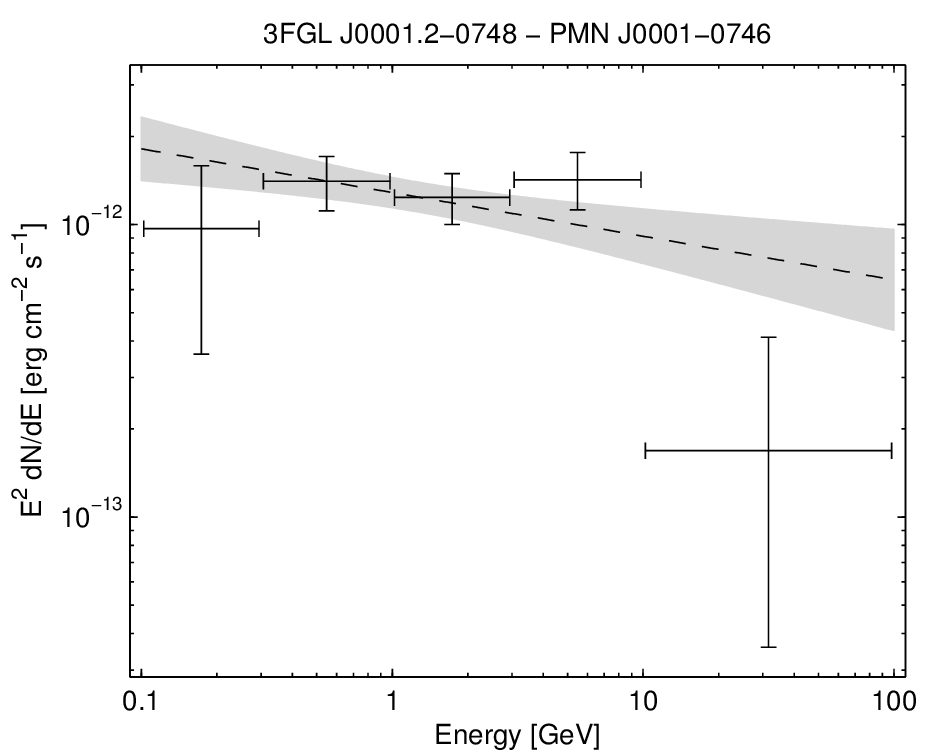 3FGL J0001.2−0748 − PMN J0001−0746
E² dN/dE [erg cm⁻² s⁻¹]
10⁻¹²
10⁻¹³
0.1 1 10 100
Energy [GeV]